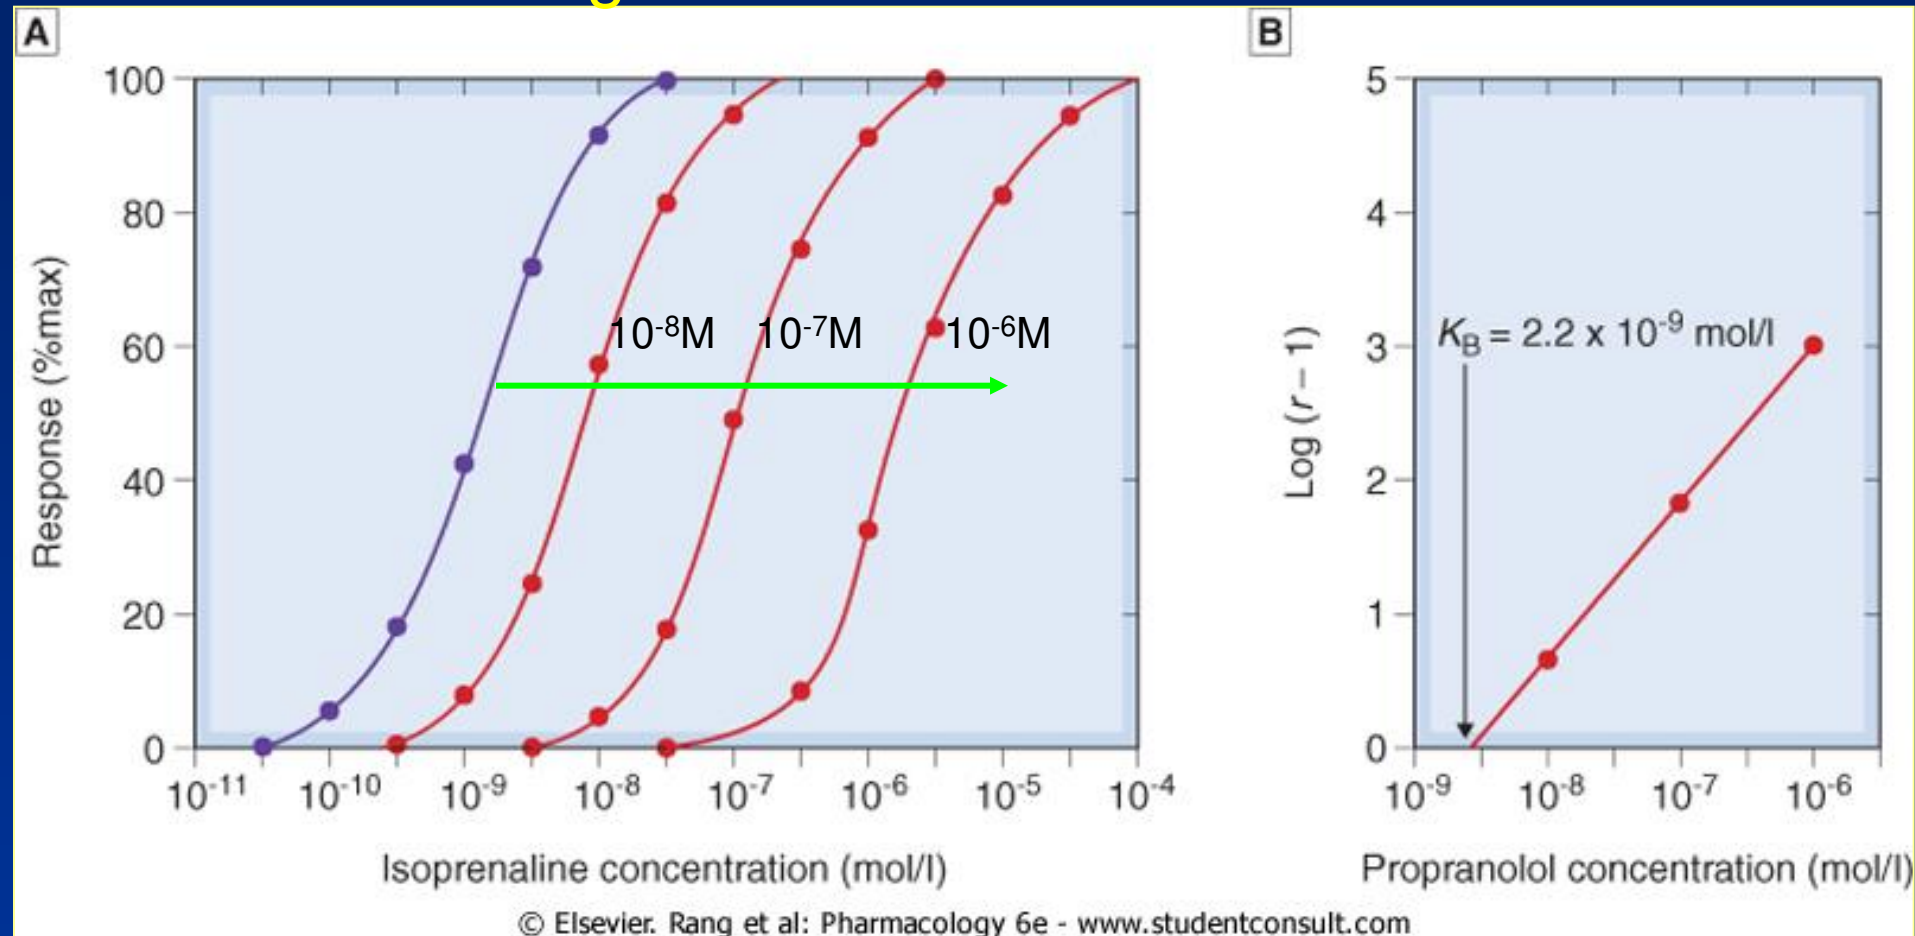 A
100
80
60
40
20
0
Response (%max)
10-8M
10-7M
10-6M
10-11
10-10
10-9
10-8
10-7
10-6
10-5
10-4
Isoprenaline concentration (mol/l)
B
5
4
3
2
1
0
Log (r – 1)
KB = 2.2 x 10-9 mol/l
10-9
10-8
10-7
10-6
Propranolol concentration (mol/l)
© Elsevier. Rang et al: Pharmacology 6e - www.studentconsult.com